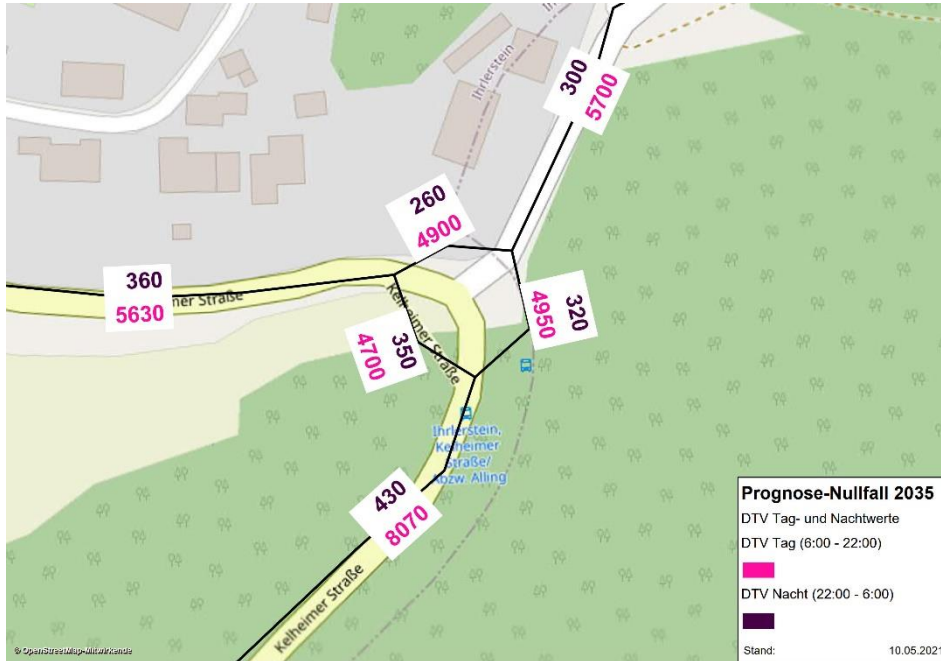 Ihrlerstein
300
5700
260
4900
360
5630
ner Straße
Kelheimer Straße
4700
350
4950
320
Ihrlerstein,
Kelheimer
Straße/
Abzw. Alling
430
8070
Kelheimer Straße
Prognose-Nullfall 2035
DTV Tag- und Nachtwerte
DTV Tag (6:00 - 22:00)
DTV Nacht (22:00 - 6:00)
Stand: 10.05.2021
© OpenStreetMap-Mitwirkende